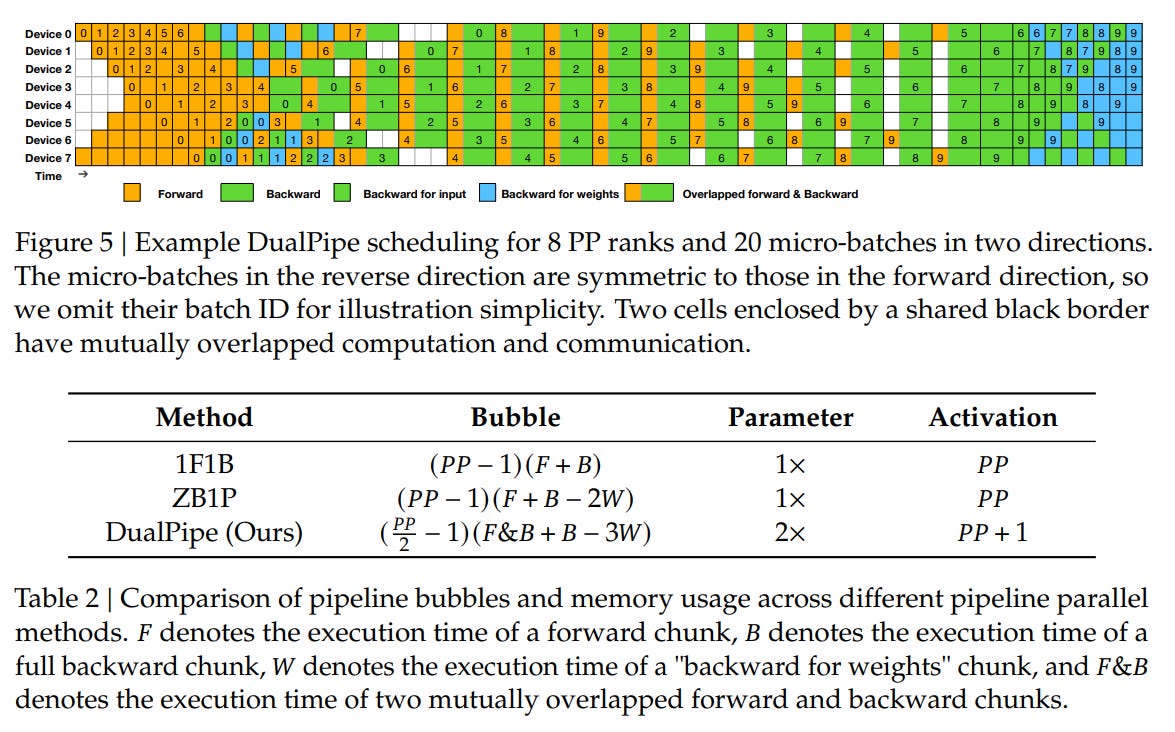 Device 0 0 1 2 3 4 5 6 7 0 8 1 9 2 3 4 5 6 6 7 7 8 8 9 9
Device 1 0 1 2 3 4 5 6 0 7 1 8 2 9 3 4 5 6 7 8 7 9 8 9
Device 2 0 1 2 3 4 5 0 6 1 7 2 8 3 9 4 5 6 7 8 7 9 8 9
Device 3 0 1 2 3 4 0 5 1 6 2 7 3 8 4 9 5 6 7 8 9 8 9
Device 4 0 1 2 3 0 4 1 5 2 6 3 7 4 8 5 9 6 7 8 9 8 9
Device 5 0 1 2 0 0 3 1 4 2 5 3 6 4 7 5 8 6 9 7 8 9 9
Device 6 0 1 0 0 2 1 1 3 2 4 3 5 4 6 5 7 6 8 7 9 8 9 9
Device 7 0 0 0 1 1 1 2 2 2 3 3 4 4 5 5 6 6 7 7 8 8 9 9
Time →
Forward Backward Backward for input Backward for weights Overlapped forward & Backward
Figure 5 | Example DualPipe scheduling for 8 PP ranks and 20 micro-batches in two directions.
The micro-batches in the reverse direction are symmetric to those in the forward direction, so
we omit their batch ID for illustration simplicity. Two cells enclosed by a shared black border
have mutually overlapped computation and communication.
Method Bubble Parameter Activation
1F1B (PP − 1)(F + B) 1× PP
ZB1P (PP − 1)(F + B − 2W) 1× PP
DualPipe (Ours) (PP/2 − 1)(F&B + B − 3W) 2× PP + 1
Table 2 | Comparison of pipeline bubbles and memory usage across different pipeline parallel
methods. F denotes the execution time of a forward chunk, B denotes the execution time of a
full backward chunk, W denotes the execution time of a "backward for weights" chunk, and F&B
denotes the execution time of two mutually overlapped forward and backward chunks.